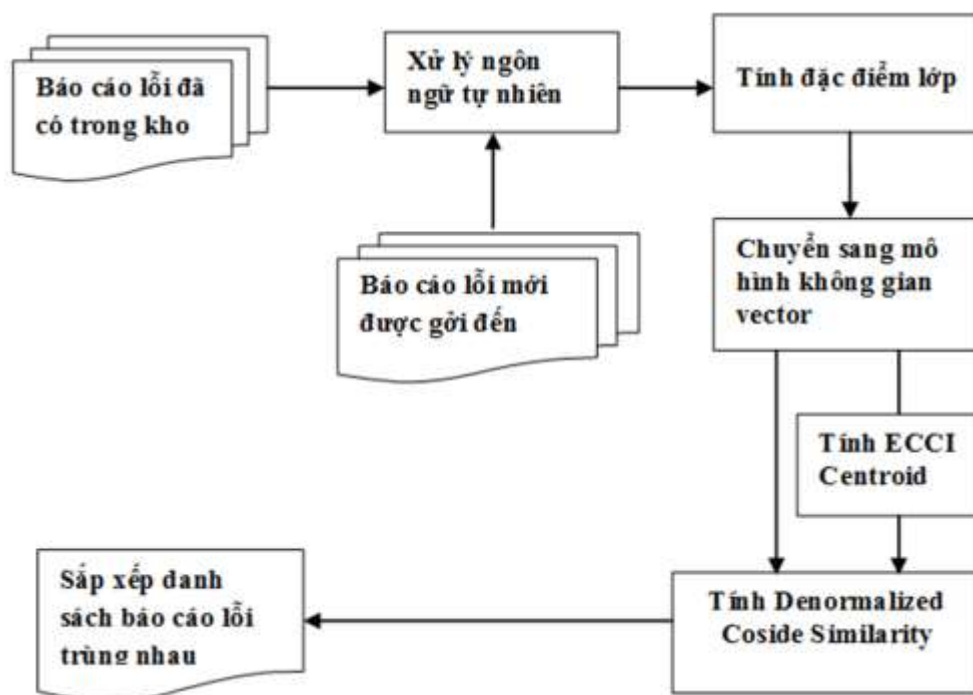 Báo cáo lỗi đã
có trong kho
Xử lý ngôn
ngữ tự nhiên
Tính đặc điểm lớp
Báo cáo lỗi mới
được gởi đến
Chuyển sang mô
hình không gian
vector
Tính ECCI
Centroid
Tính Denormalized
Coside Similarity
Sắp xếp danh
sách báo cáo lỗi
trùng nhau